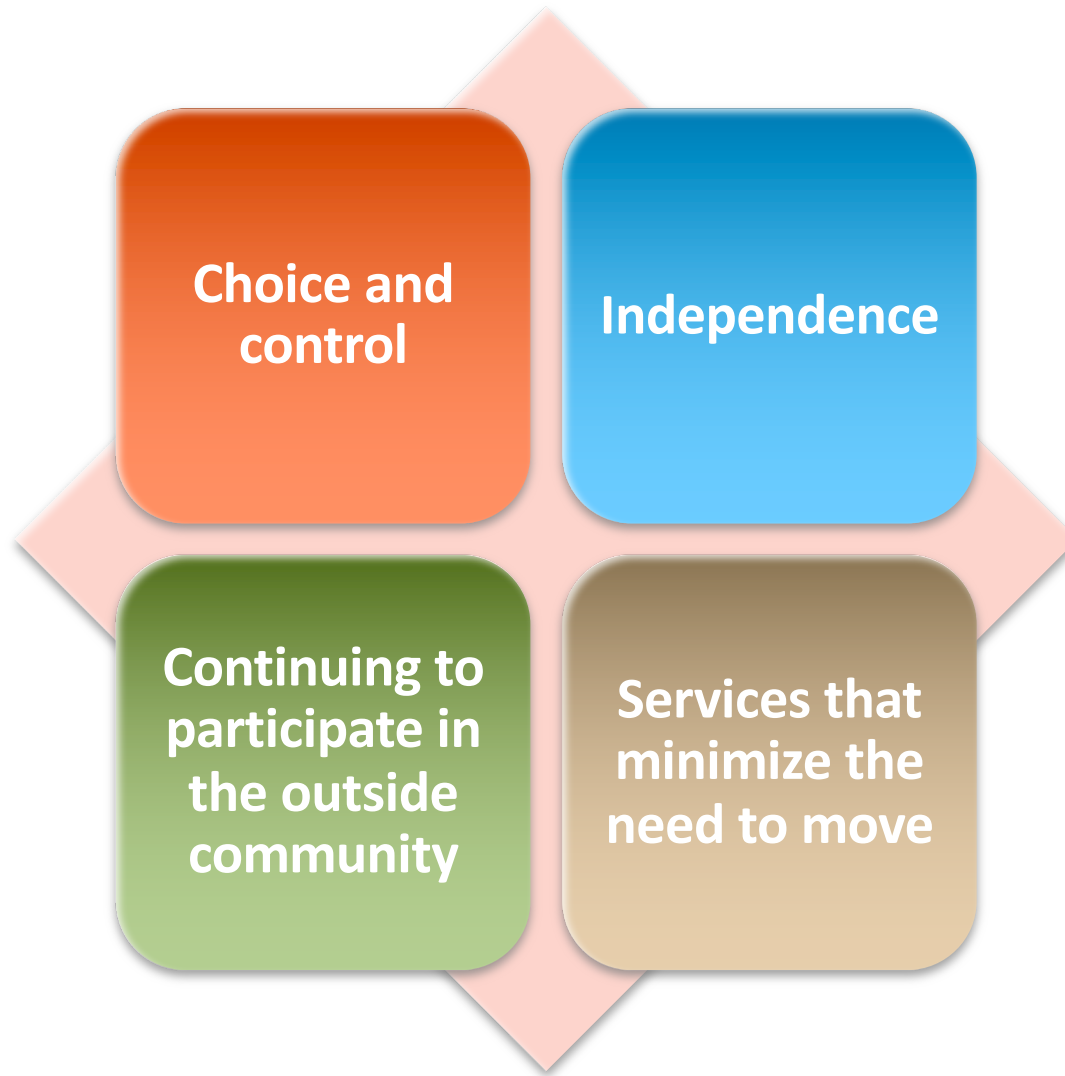 Choice and
control
Independence
Continuing to
participate in
the outside
community
Services that
minimize the
need to move